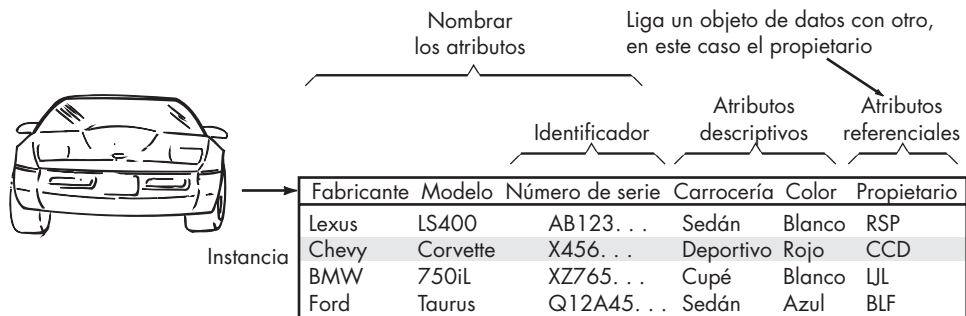 Nombrar
los atributos
Liga un objeto de datos con otro,
en este caso el propietario
Identificador
Atributos
descriptivos
Atributos
referenciales
Fabricante Modelo Número de serie Carrocería Color Propietario
Lexus LS400 AB123. . . Sedán Blanco RSP
Instancia
Chevy Corvette X456. . . Deportivo Rojo CCD
BMW 750iL XZ765. . . Cupé Blanco LJL
Ford Taurus Q12A45. . . Sedán Azul BLF